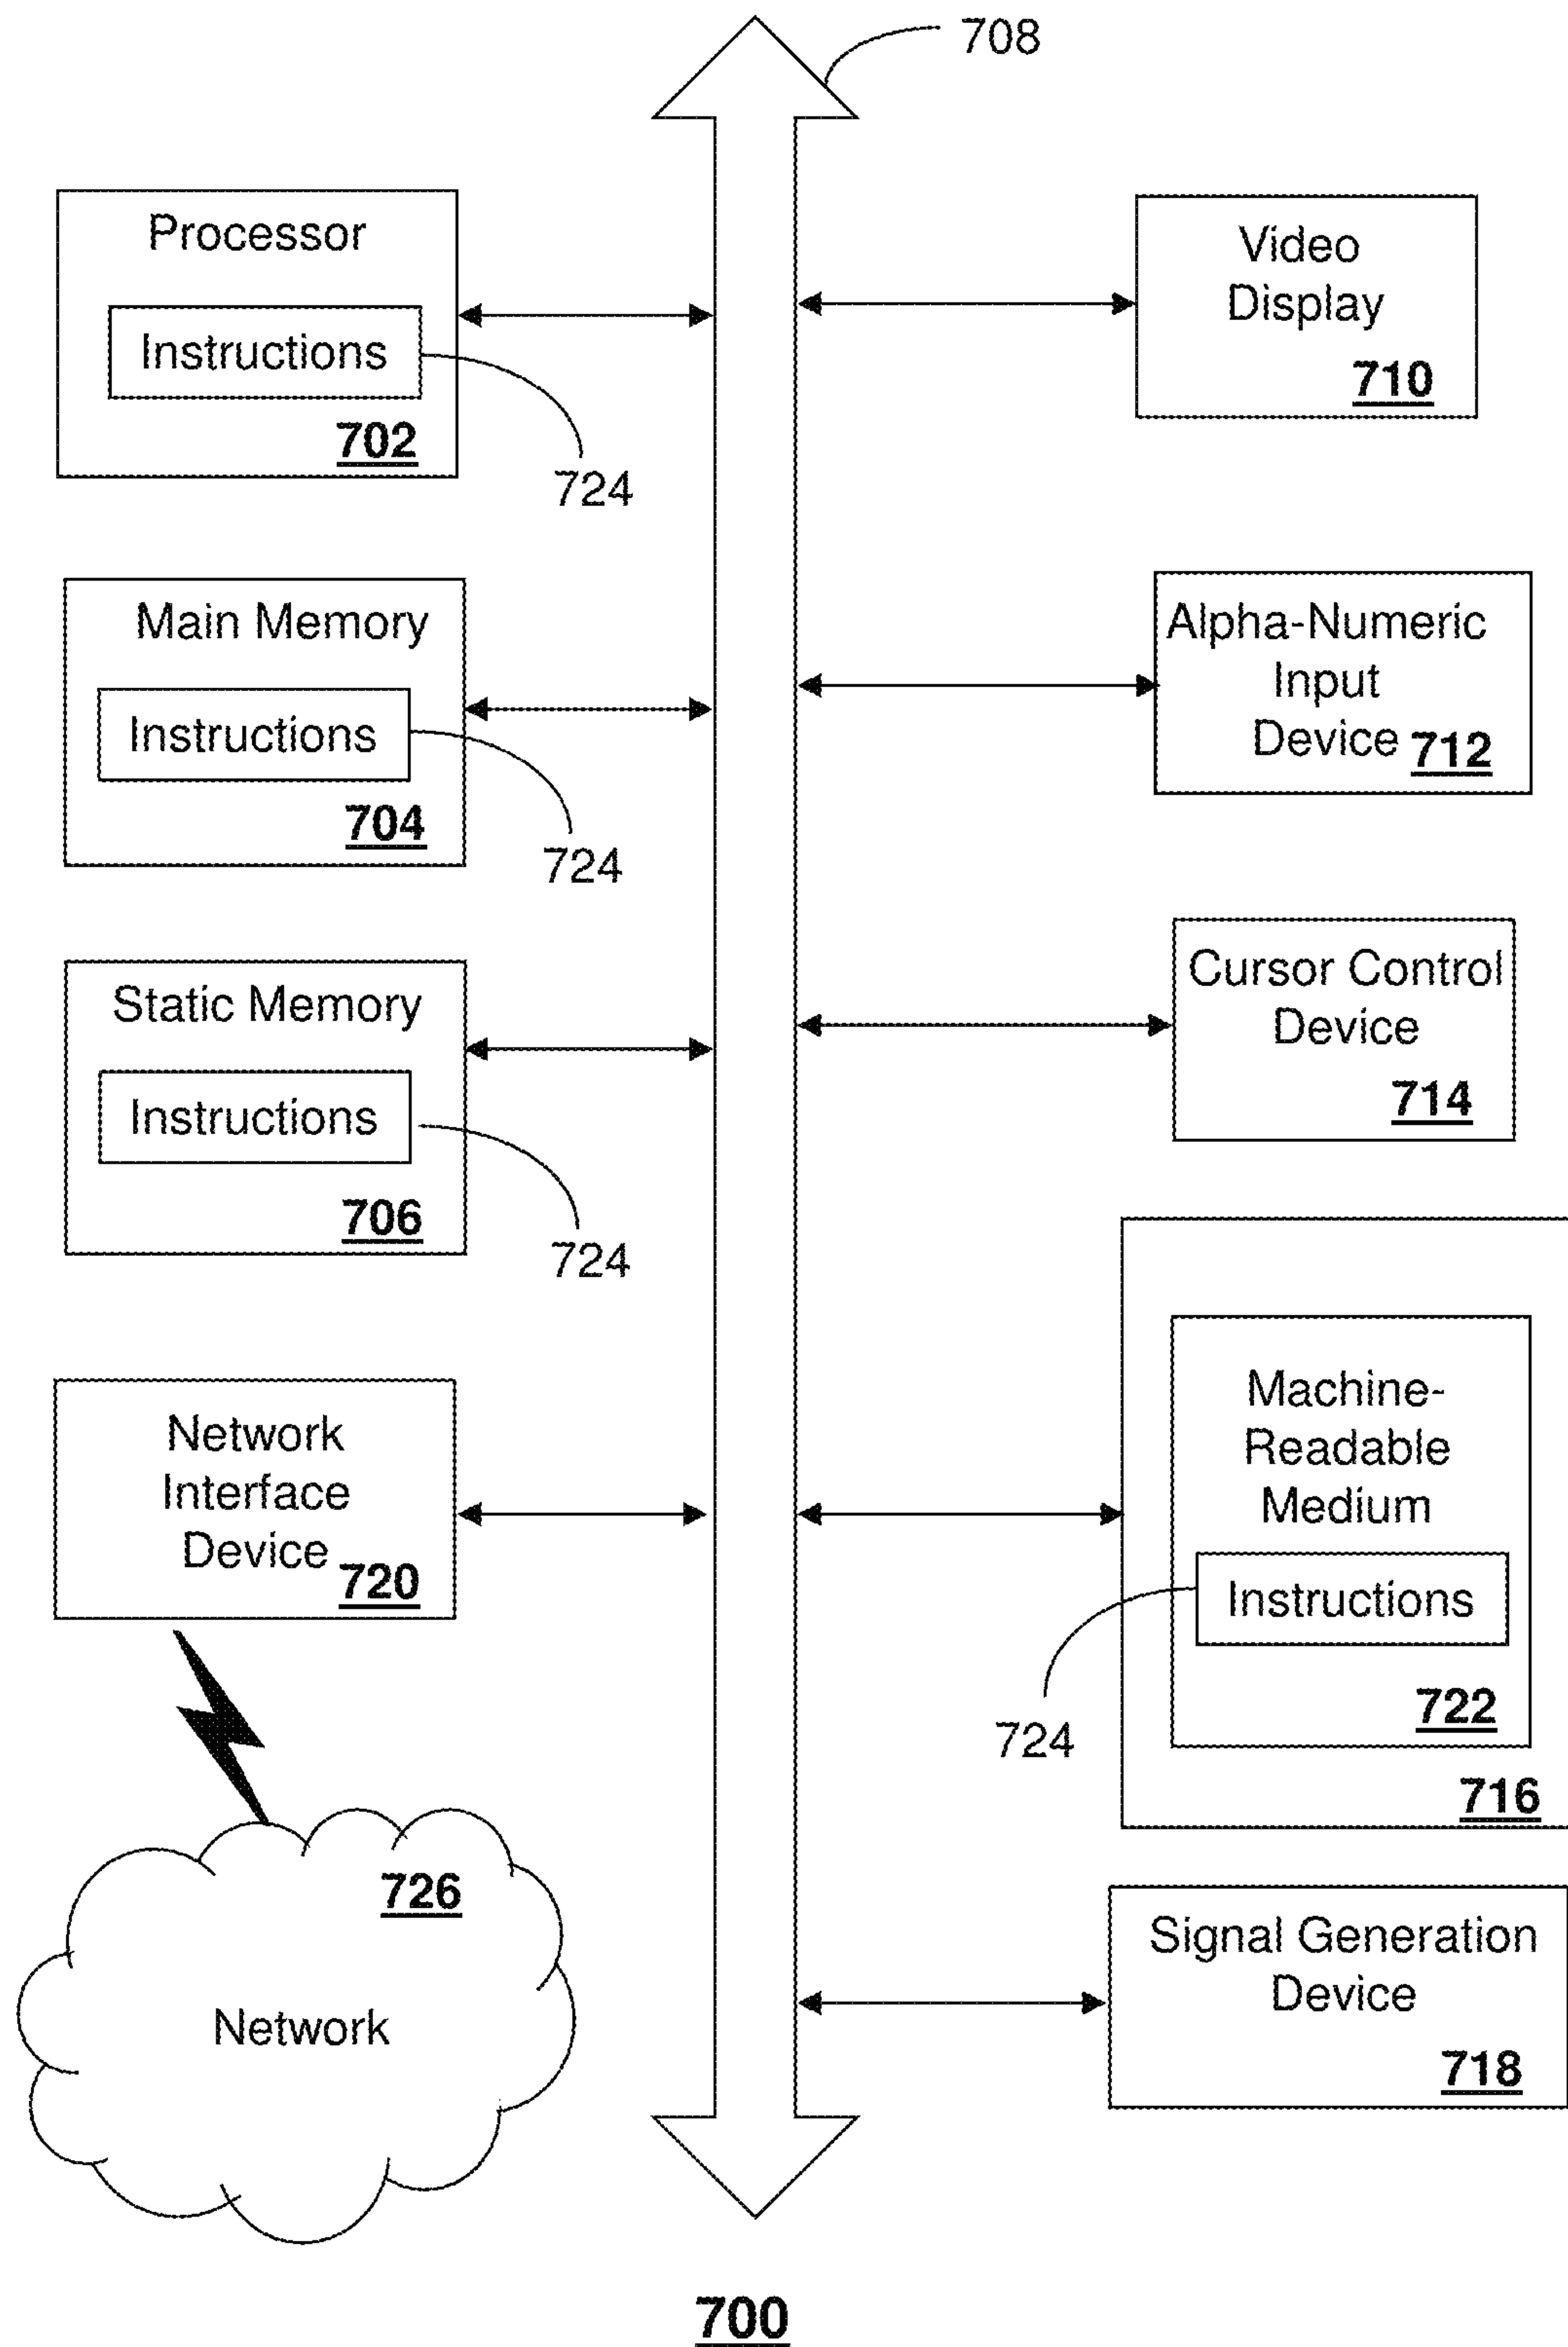 708
Processor
Instructions
702
724
Main Memory
Instructions
704
724
Static Memory
Instructions
706
724
Network
Interface
Device
720
726
Network
Video
Display
710
Alpha-Numeric
Input
Device 712
Cursor Control
Device
714
Machine-
Readable
Medium
Instructions
724
722
716
Signal Generation
Device
718
700